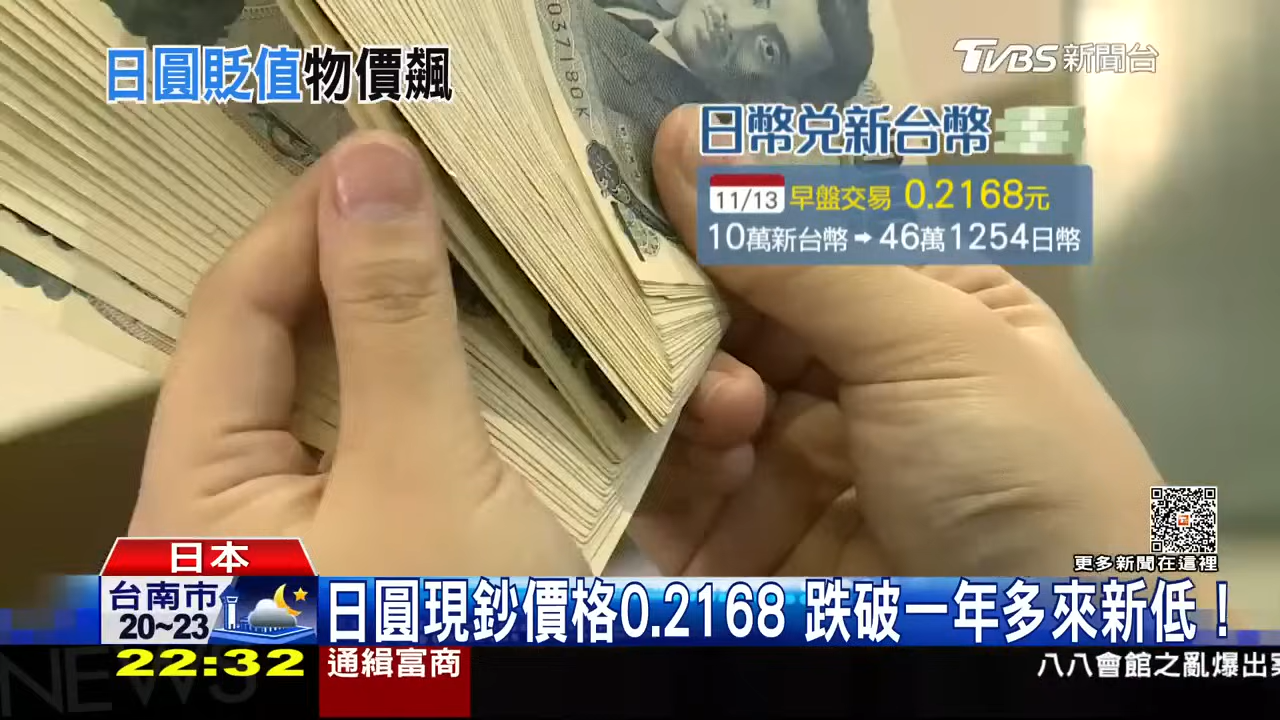 日圓貶值物價飆
TVBS新聞台
日幣兌新台幣
11/13 早盤交易 0.2168元
10萬新台幣➡46萬1254日幣
037180K
更多新聞在這裡
日本
台南市
20~23
日圓現鈔價格0.2168 跌破一年多來新低！
22:32
通緝富商
八八會館之亂爆出案
NEWS